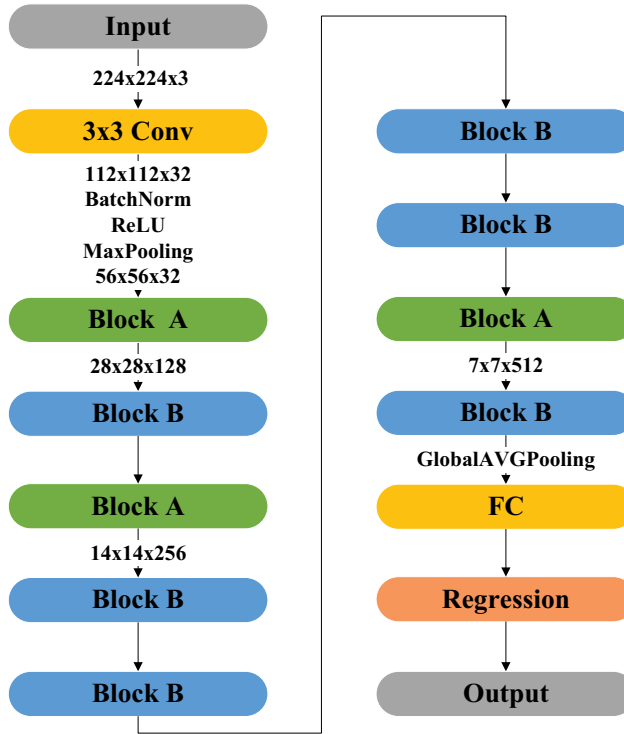 Input
224x224x3
3x3 Conv
112x112x32
BatchNorm
ReLU
MaxPooling
56x56x32
Block A
28x28x128
Block B
Block A
14x14x256
Block B
Block B
Block B
Block B
Block A
7x7x512
Block B
GlobalAVGPooling
FC
Regression
Output